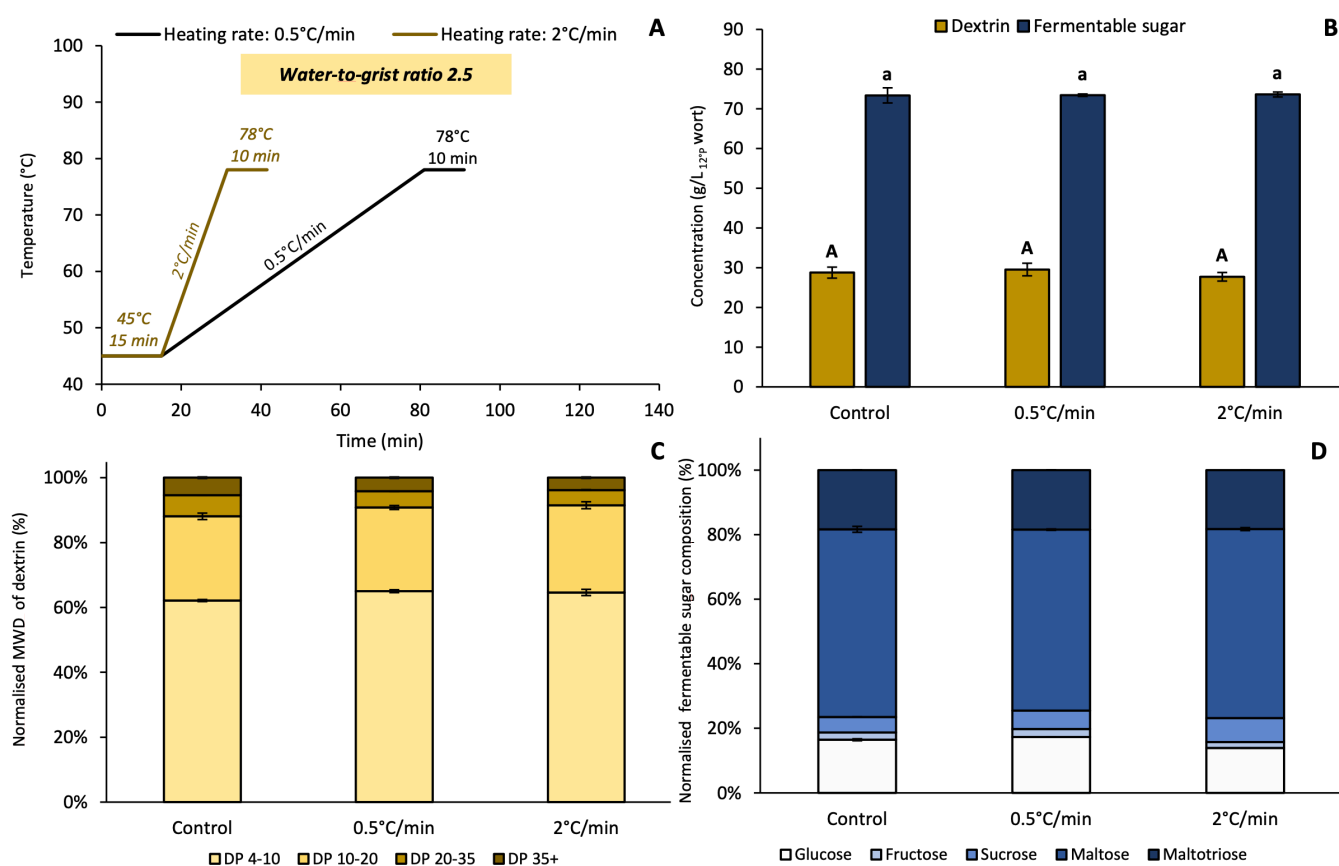 Heating rate: 0.5°C/min
Heating rate: 2°C/min
A
Water-to-grist ratio 2.5
Temperature (°C)
100
90
80
70
60
50
40
78°C
10 min
78°C
10 min
2°C/min
0.5°C/min
45°C
15 min
0
20
40
60
80
100
120
140
Time (min)
Dextrin
Fermentable sugar
B
Concentration (g/L12°P wort)
90
80
70
60
50
40
30
20
10
0
A
a
A
a
A
a
Control
0.5°C/min
2°C/min
C
Normalised MWD of dextrin (%)
100%
80%
60%
40%
20%
0%
Control
0.5°C/min
2°C/min
DP 4-10
DP 10-20
DP 20-35
DP 35+
D
Normalised fermentable sugar composition (%)
100%
80%
60%
40%
20%
0%
Control
0.5°C/min
2°C/min
Glucose
Fructose
Sucrose
Maltose
Maltotriose